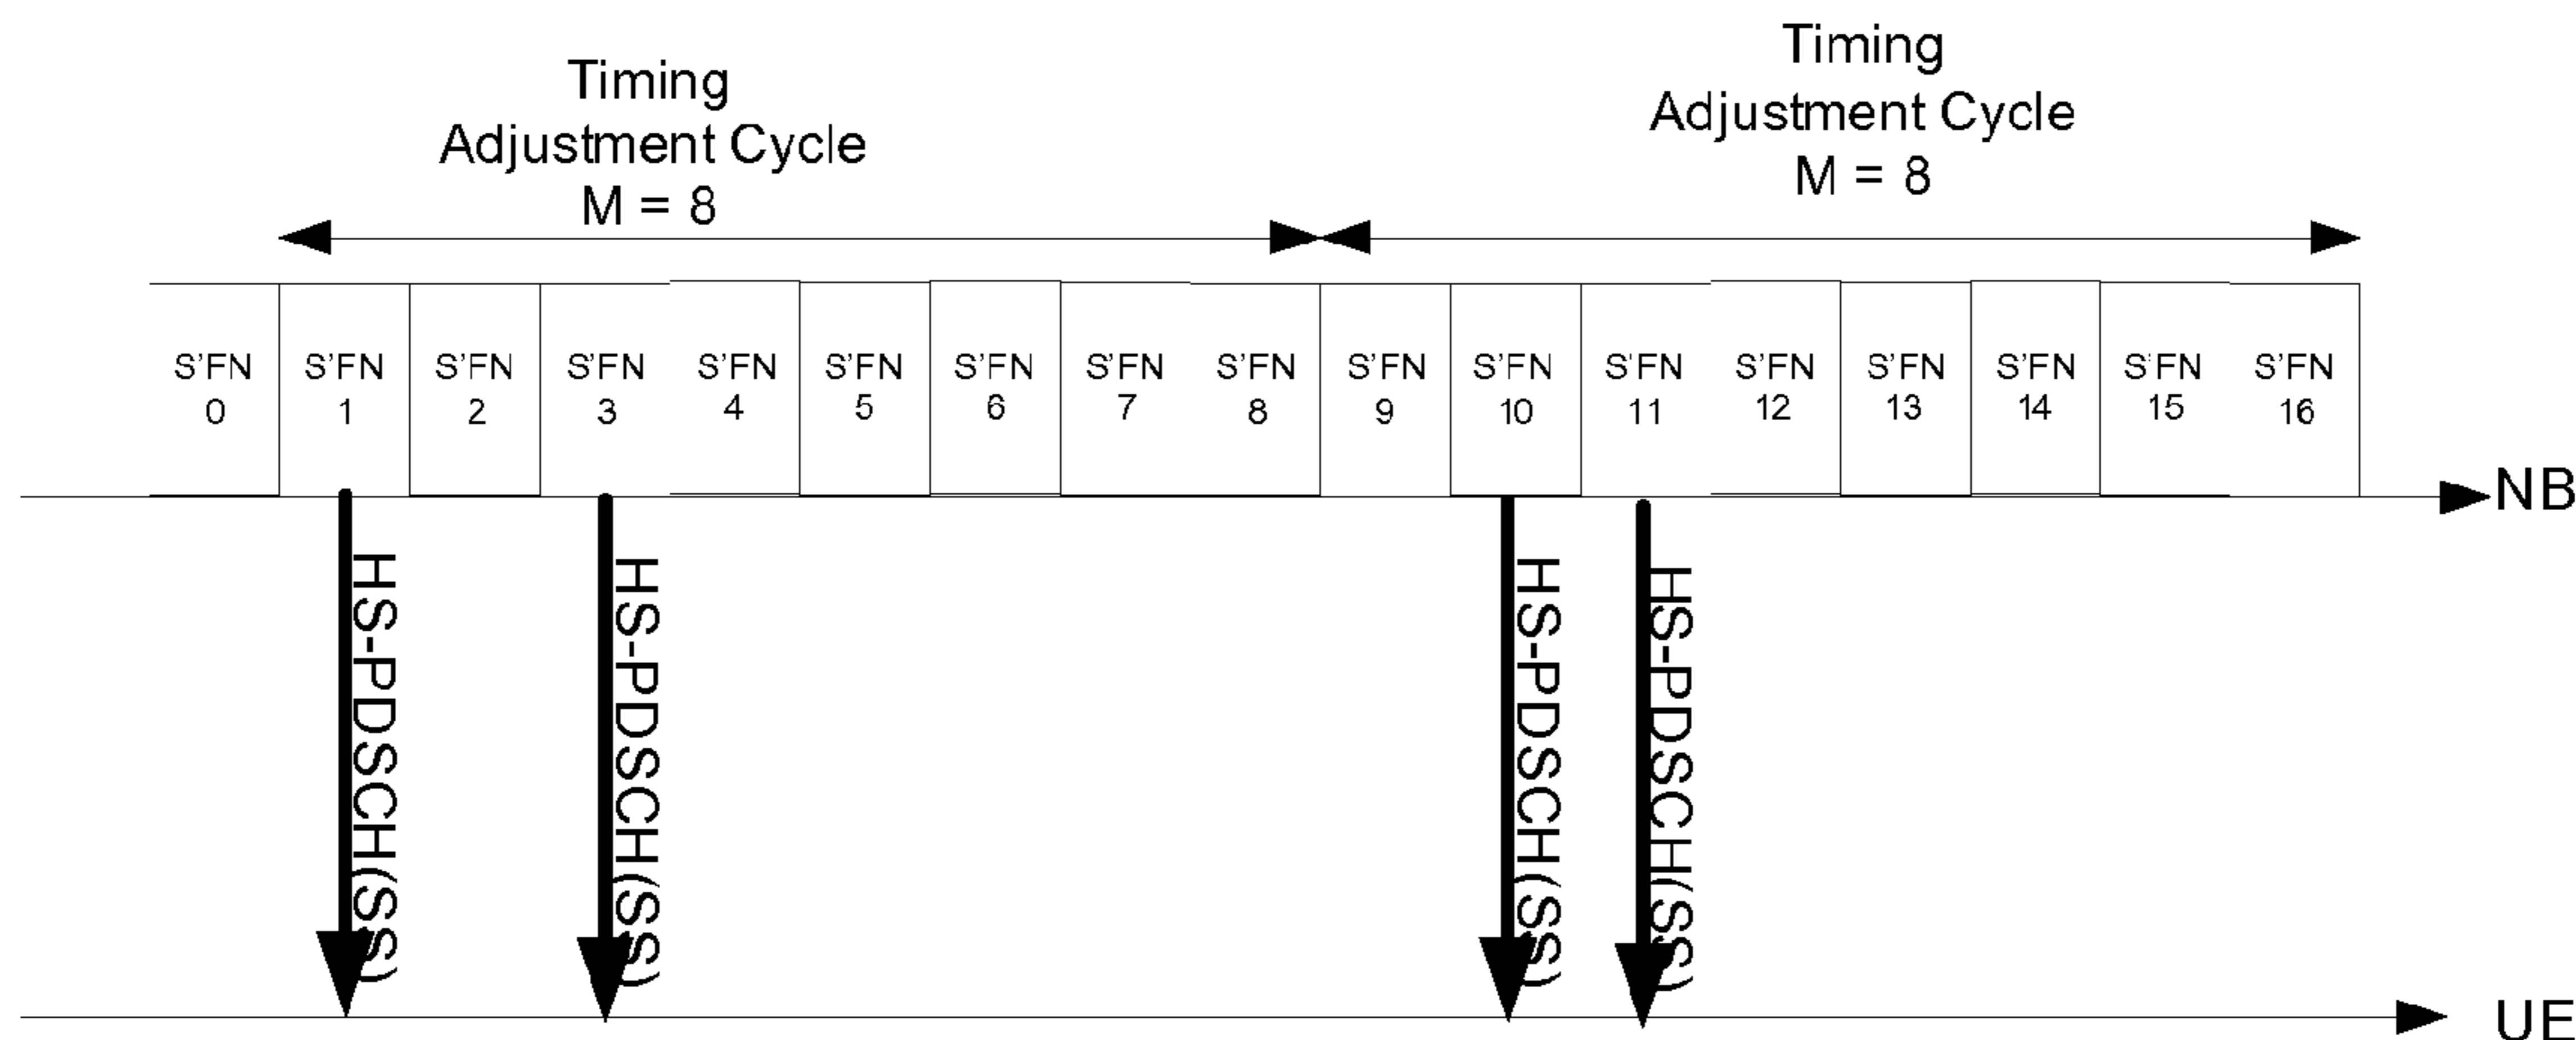 Timing
Adjustment Cycle
M = 8
Timing
Adjustment Cycle
M = 8
S'FN
0
S'FN
1
S'FN
2
S'FN
3
S'FN
4
S'FN
5
S'FN
6
S'FN
7
S'FN
8
S'FN
9
S'FN
10
S'FN
11
S'FN
12
S'FN
13
S'FN
14
S'FN
15
S'FN
16
NB
HS-PDSCH(SS)
HS-PDSCH(SS)
HS-PDSCH(SS)
HS-PDSCH(SS)
UE